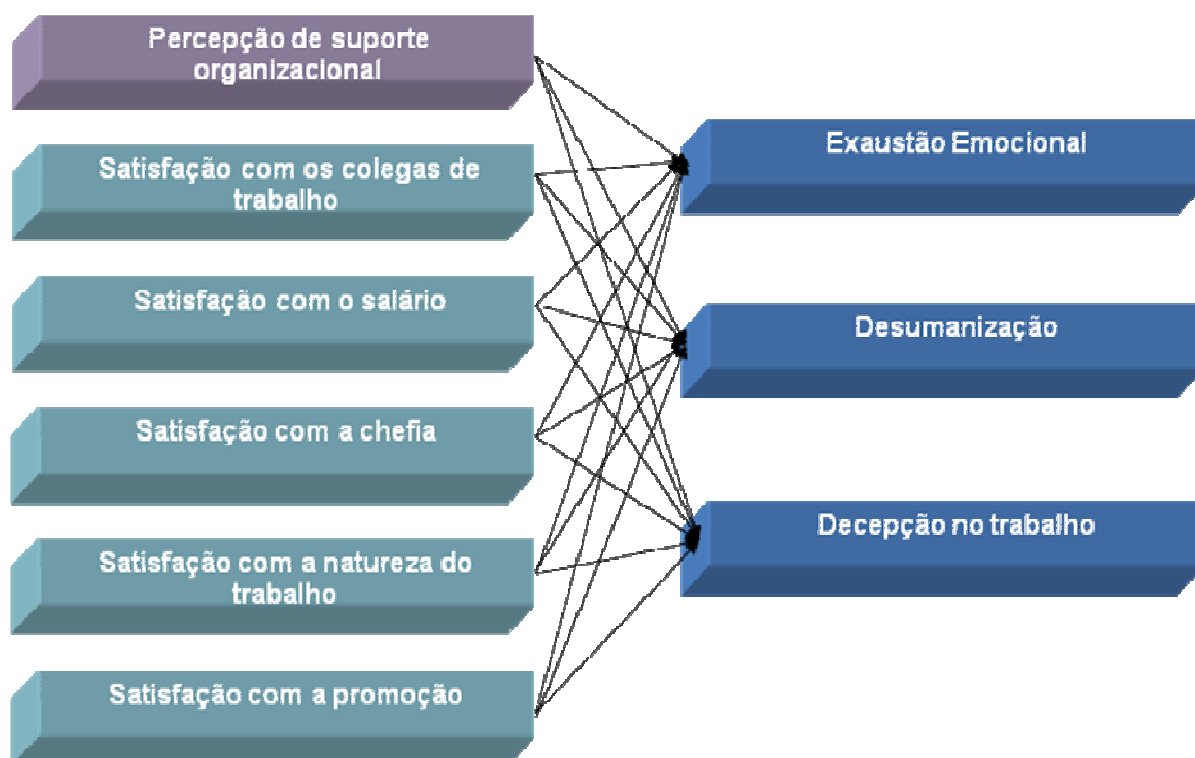 Percepção de suporte
organizacional
Satisfação com os colegas de
trabalho
Satisfação com o salário
Satisfação com a chefia
Satisfação com a natureza do
trabalho
Satisfação com a promoção
Exaustão Emocional
Desumanização
Decepção no trabalho